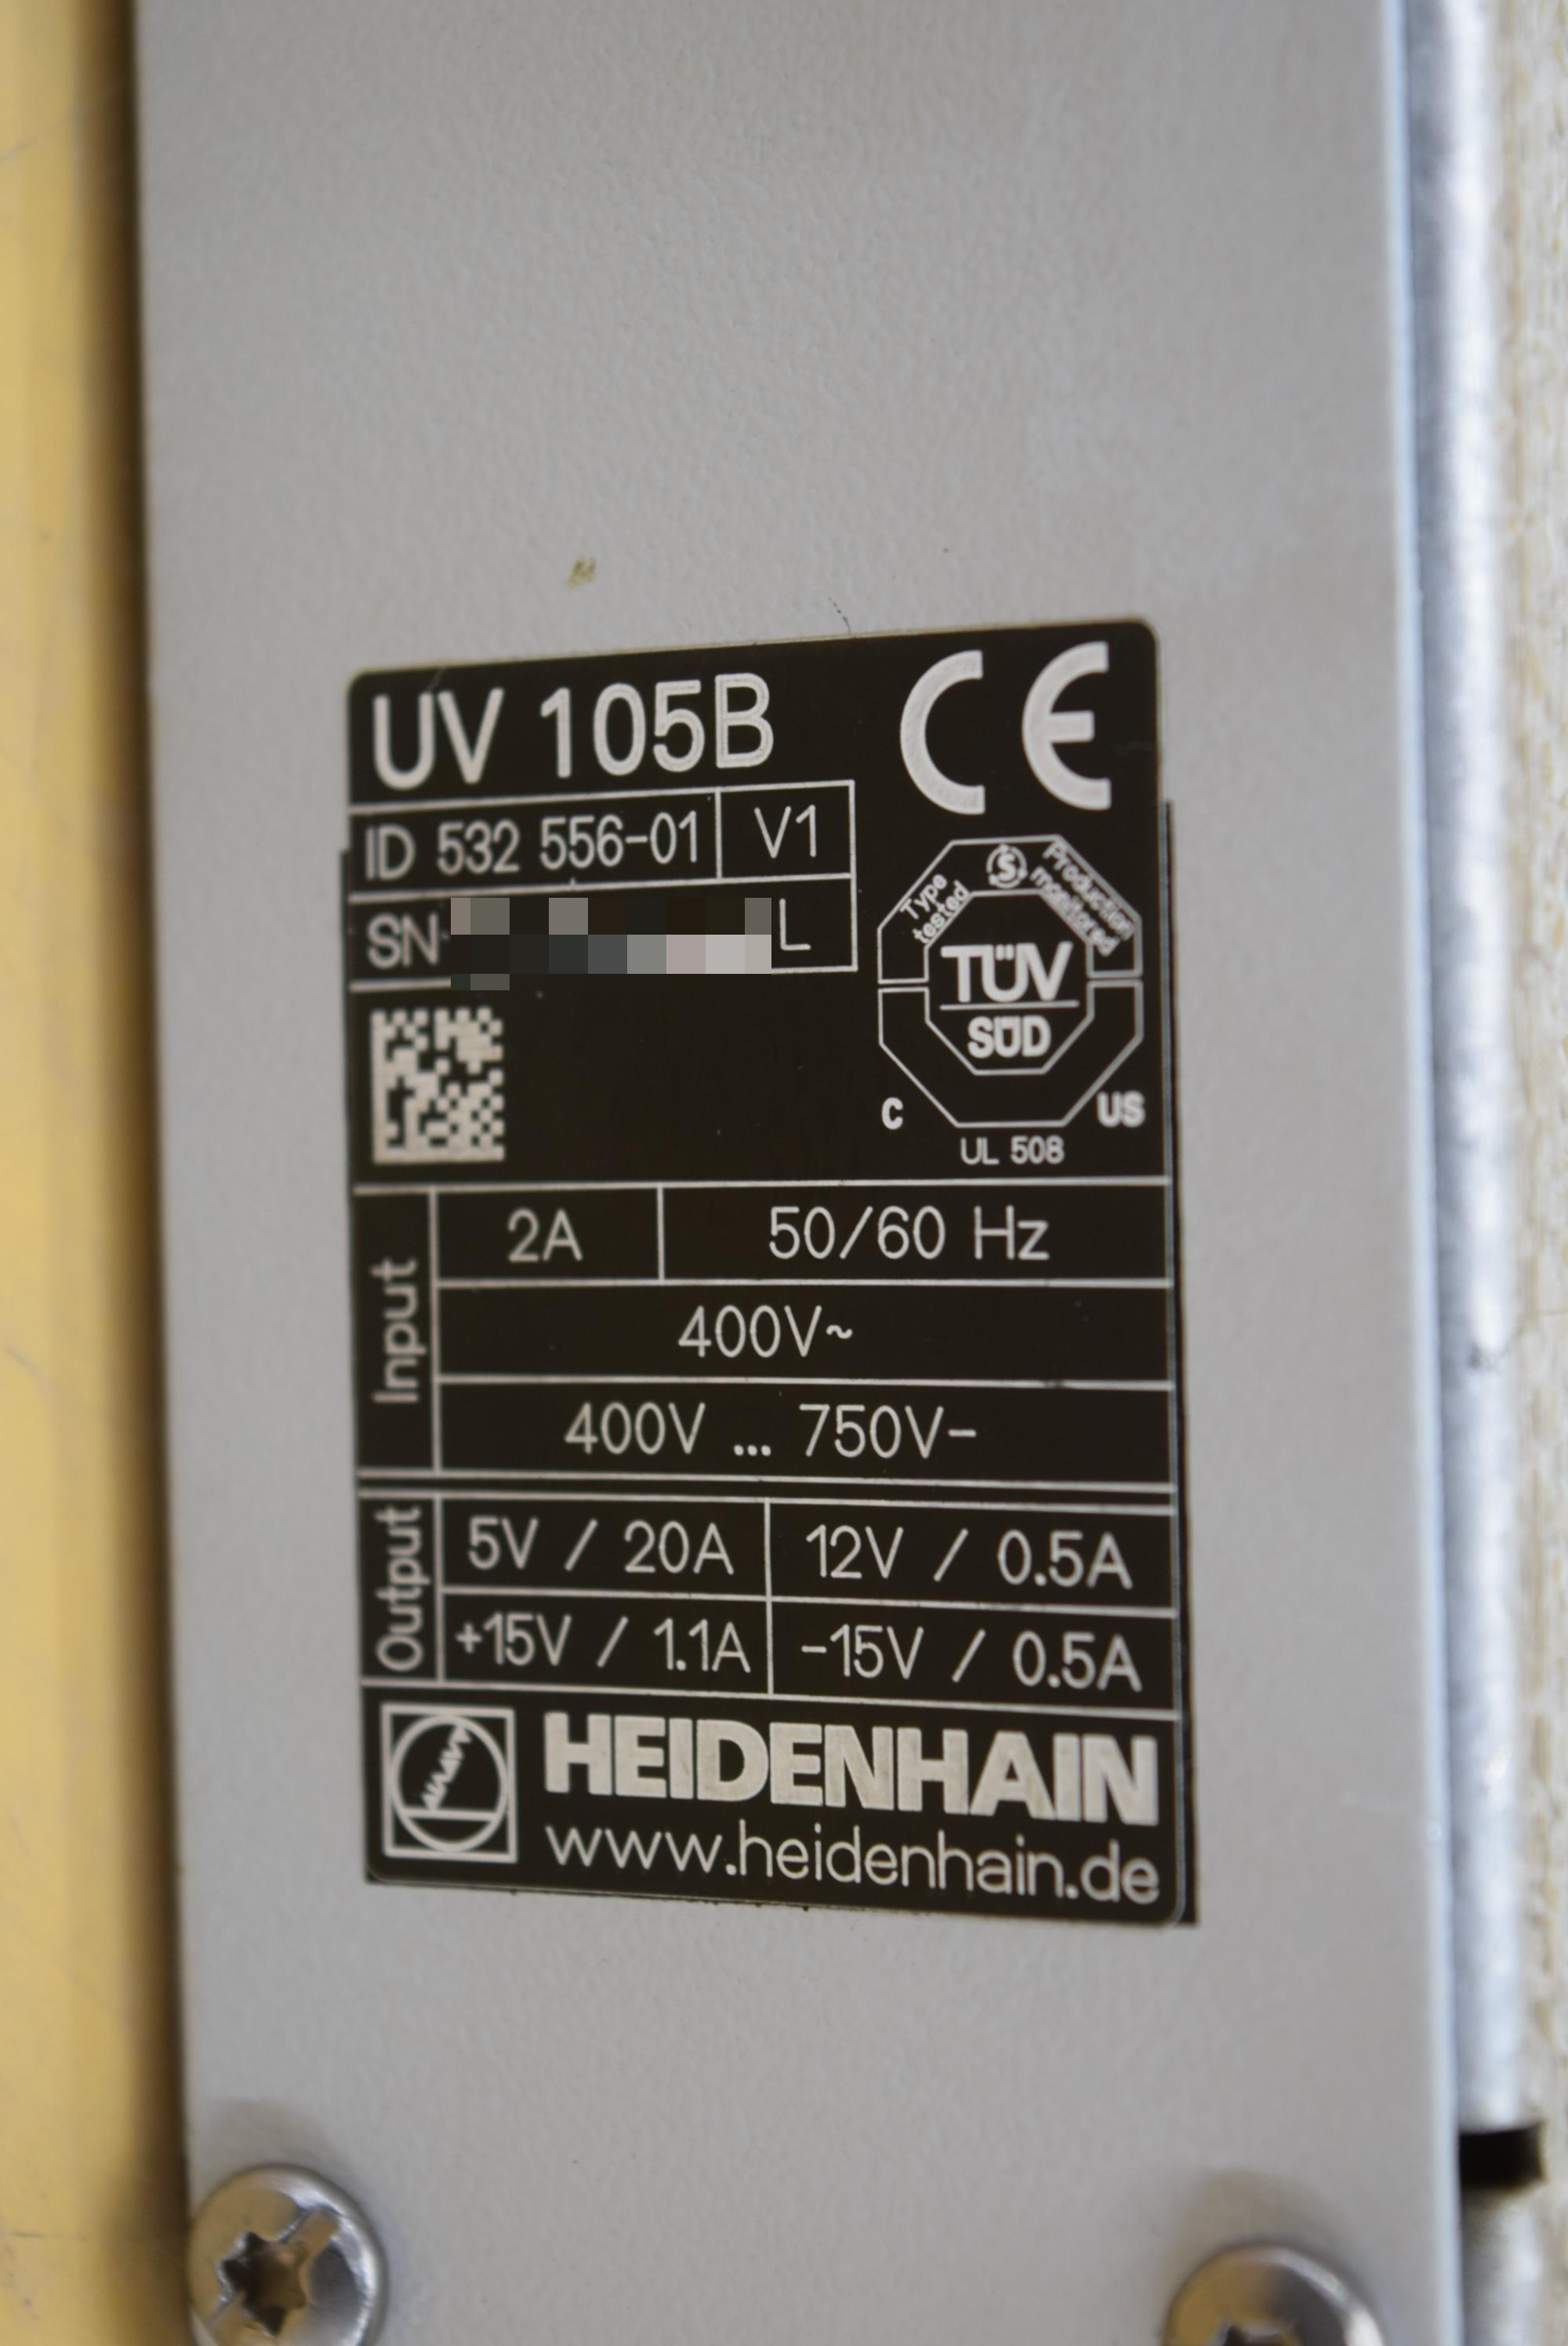 UV 105B
CE
ID 532 556-01 V1
SN L
Type tested
S
Production monitored
TÜV
SÜD
C US
UL 508
Input
2A 50/60 Hz
400V~
400V ... 750V-
Output
5V / 20A 12V / 0.5A
+15V / 1.1A -15V / 0.5A
HEIDENHAIN
www.heidenhain.de